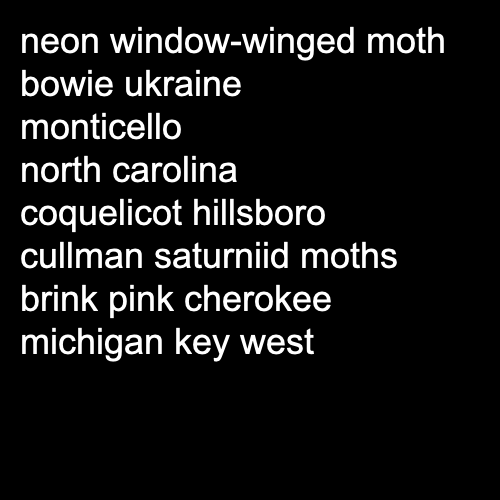 neon window-winged moth
bowie ukraine
monticello
north carolina
coquelicot hillsboro
cullman saturniid moths
brink pink cherokee
michigan key west